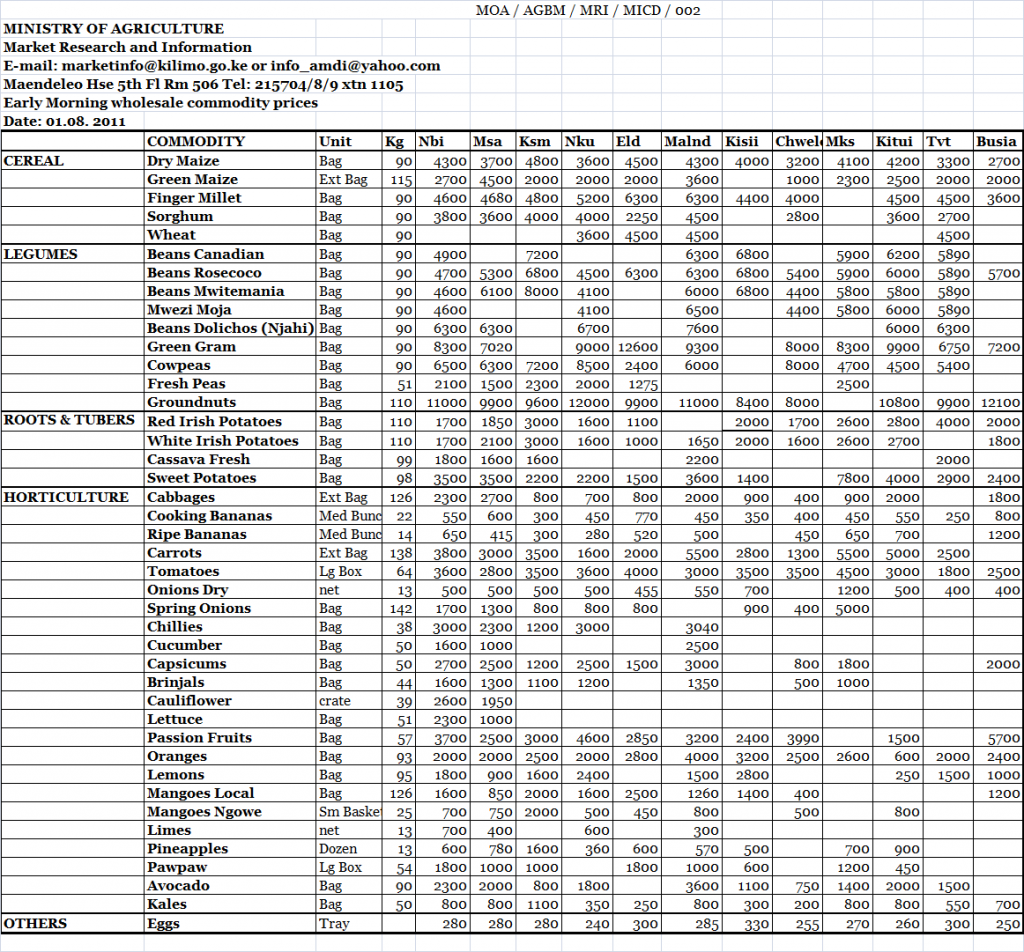 MOA / AGBM / MRI / MICD / 002
MINISTRY OF AGRICULTURE
Market Research and Information
E-mail: marketinfo@kilimo.go.ke or info_amdi@yahoo.com
Maendeleo Hse 5th Fl Rm 506 Tel: 215704/8/9 xtn 1105
Early Morning wholesale commodity prices
Date: 01.08. 2011
COMMODITY Unit Kg Nbi Msa Ksm Nku Eld Malnd Kisii Chwel Mks Kitui Tvt Busia
CEREAL Dry Maize Bag 90 4300 3700 4800 3600 4500 4300 4000 3200 4100 4200 3300 2700
Green Maize Ext Bag 115 2700 4500 2000 2000 2000 3600 1000 2300 2500 2000 2000
Finger Millet Bag 90 4600 4680 4800 5200 6300 6300 4400 4000 4500 4500 3600
Sorghum Bag 90 3800 3600 4000 4000 2250 4500 2800 3600 2700
Wheat Bag 90 3600 4500 4500 4500
LEGUMES Beans Canadian Bag 90 4900 7200 6300 6800 5900 6200 5890
Beans Rosecoco Bag 90 4700 5300 6800 4500 6300 6300 6800 5400 5900 6000 5890 5700
Beans Mwitemania Bag 90 4600 6100 8000 4100 6000 6800 4400 5800 5800 5890
Mwezi Moja Bag 90 4600 4100 6500 4400 5800 6000 5890
Beans Dolichos (Njahi) Bag 90 6300 6300 6700 7600 6000 6300
Green Gram Bag 90 8300 7020 9000 12600 9300 8000 8300 9900 6750 7200
Cowpeas Bag 90 6500 6300 7200 8500 2400 6000 8000 4700 4500 5400
Fresh Peas Bag 51 2100 1500 2300 2000 1275 2500
Groundnuts Bag 110 11000 9900 9600 12000 9900 11000 8400 8000 10800 9900 12100
ROOTS & TUBERS Red Irish Potatoes Bag 110 1700 1850 3000 1600 1100 2000 1700 2600 2800 4000 2000
White Irish Potatoes Bag 110 1700 2100 3000 1600 1000 1650 2000 1600 2600 2700 1800
Cassava Fresh Bag 99 1800 1600 1600 2200 2000
Sweet Potatoes Bag 98 3500 3500 2200 2200 1500 3600 1400 7800 4000 2900 2400
HORTICULTURE Cabbages Ext Bag 126 2300 2700 800 700 800 2000 900 400 900 2000 1800
Cooking Bananas Med Bunc 22 550 600 300 450 770 450 350 400 450 550 250 800
Ripe Bananas Med Bunc 14 650 415 300 280 520 500 450 650 700 1200
Carrots Ext Bag 138 3800 3000 3500 1600 2000 5500 2800 1300 5500 5000 2500
Tomatoes Lg Box 64 3600 2800 3500 3600 4000 3000 3500 3500 4500 3000 1800 2500
Onions Dry net 13 500 500 500 500 455 550 700 1200 500 400 400
Spring Onions Bag 142 1700 1300 800 800 800 900 400 5000
Chillies Bag 38 3000 2300 1200 3000 3040
Cucumber Bag 50 1600 1000 2500
Capsicums Bag 50 2700 2500 1200 2500 1500 3000 800 1800 2000
Brinjals Bag 44 1600 1300 1100 1200 1350 500 1000
Cauliflower crate 39 2600 1950
Lettuce Bag 51 2300 1000
Passion Fruits Bag 57 3700 2500 3000 4600 2850 3200 2400 3990 1500 5700
Oranges Bag 93 2000 2000 2500 2000 2800 4000 3200 2500 2600 600 2000 2400
Lemons Bag 95 1800 900 1600 2400 1500 2800 250 1500 1000
Mangoes Local Bag 126 1600 850 2000 1600 2500 1260 1400 400 1200
Mangoes Ngowe Sm Basket 25 700 750 2000 500 450 800 500 800
Limes net 13 700 400 600 300
Pineapples Dozen 13 600 780 1600 360 600 570 500 700 900
Pawpaw Lg Box 54 1800 1000 1000 1800 1000 600 1200 450
Avocado Bag 90 2300 2000 800 1800 3600 1100 750 1400 2000 1500
Kales Bag 50 800 800 1100 350 250 800 300 200 800 800 550 700
OTHERS Eggs Tray 280 280 280 240 300 285 330 255 270 260 300 250